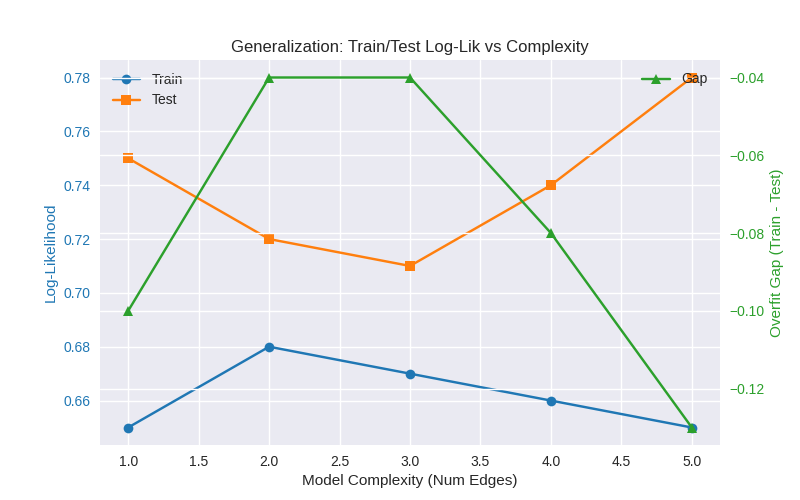 Generalization: Train/Test Log-Lik vs Complexity
Train
Test
Gap
Log-Likelihood
0.78
0.76
0.74
0.72
0.70
0.68
0.66
Overfit Gap (Train - Test)
−0.04
−0.06
−0.08
−0.10
−0.12
1.0 1.5 2.0 2.5 3.0 3.5 4.0 4.5 5.0
Model Complexity (Num Edges)